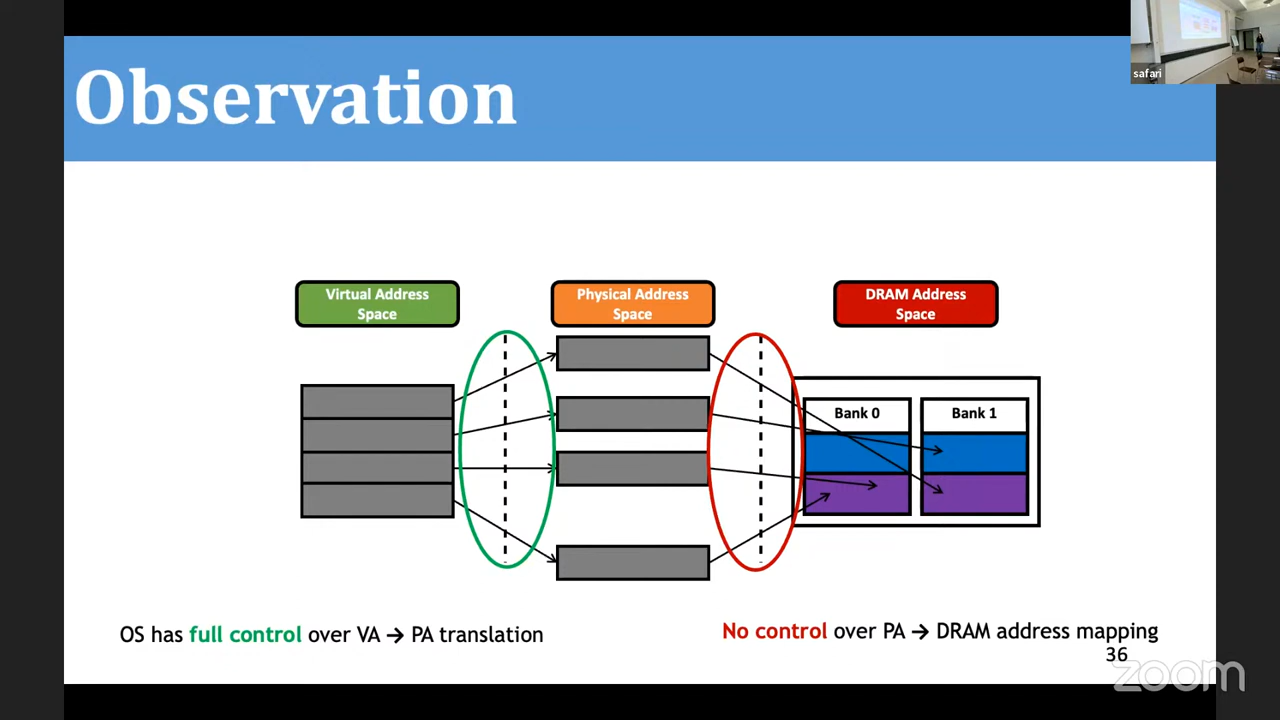 safari
Observation
Virtual Address
Space
Physical Address
Space
DRAM Address
Space
Bank 0
Bank 1
OS has full control over VA → PA translation
No control over PA → DRAM address mapping
36
zoom